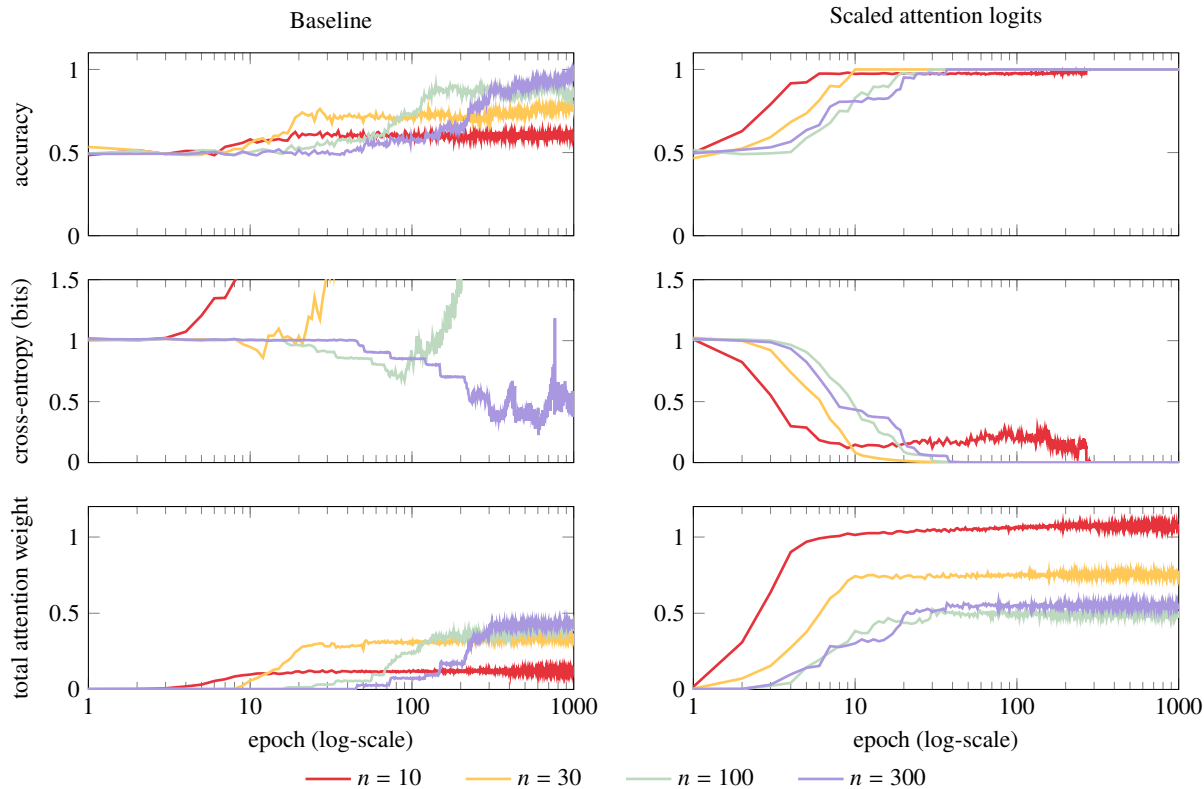 Baseline
Scaled attention logits
accuracy
1
0.5
0
1
0.5
0
cross-entropy (bits)
1.5
1
0.5
0
1.5
1
0.5
0
total attention weight
1
0.5
0
1
0.5
0
1 10 100 1000
1 10 100 1000
epoch (log-scale)
epoch (log-scale)
n = 10 n = 30 n = 100 n = 300